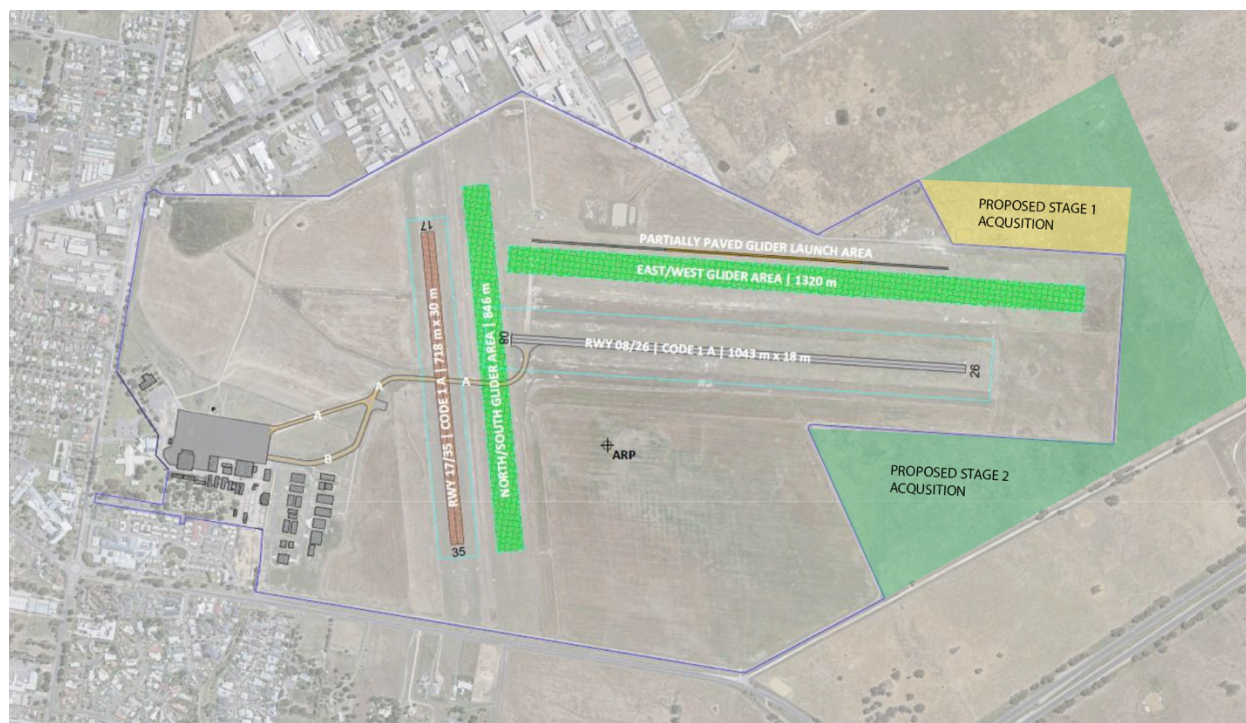 PROPOSED STAGE 1
ACQUSITION
17
PARTIALLY PAVED GLIDER LAUNCH AREA
EAST/WEST GLIDER AREA | 1320 m
NORTH/SOUTH GLIDER AREA | 846 m
RWY 17/35 | CODE 1 A | 718 m x 30 m
08
RWY 08/26 | CODE 1 A | 1043 m x 18 m
26
A
A
A
B
ARP
PROPOSED STAGE 2
ACQUSITION
35